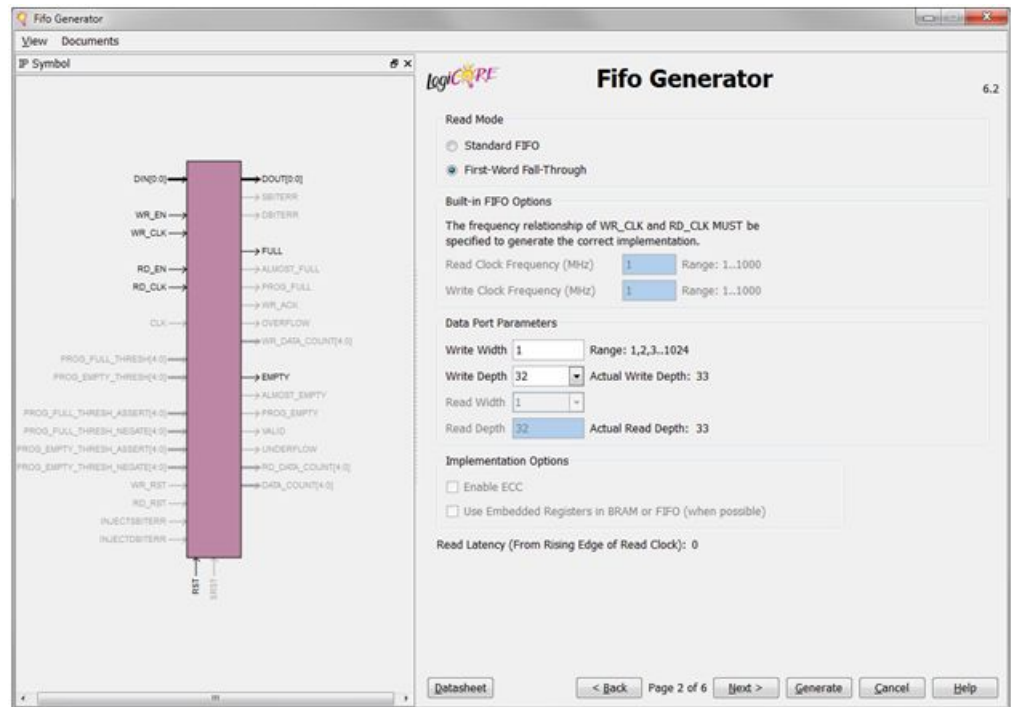 Fifo Generator
View Documents
IP Symbol
DIN[0:0]
WR_EN
WR_CLK
RD_EN
RD_CLK
CLK
PROG_FULL_THRESH[4:0]
PROG_EMPTY_THRESH[4:0]
PROG_FULL_THRESH_ASSERT[4:0]
PROG_FULL_THRESH_NEGATE[4:0]
PROG_EMPTY_THRESH_ASSERT[4:0]
PROG_EMPTY_THRESH_NEGATE[4:0]
WR_RST
RD_RST
INJECTSBITERR
INJECTDBITERR
DOUT[0:0]
SBITERR
DBITERR
FULL
ALMOST_FULL
PROG_FULL
WR_ACK
OVERFLOW
WR_DATA_COUNT[4:0]
EMPTY
ALMOST_EMPTY
PROG_EMPTY
VALID
UNDERFLOW
RD_DATA_COUNT[4:0]
DATA_COUNT[4:0]
RST
SRST
LogiCORE
Fifo Generator
6.2
Read Mode
Standard FIFO
First-Word Fall-Through
Built-in FIFO Options
The frequency relationship of WR_CLK and RD_CLK MUST be
specified to generate the correct implementation.
Read Clock Frequency (MHz) 1 Range: 1..1000
Write Clock Frequency (MHz) 1 Range: 1..1000
Data Port Parameters
Write Width 1 Range: 1,2,3..1024
Write Depth 32 Actual Write Depth: 33
Read Width 1
Read Depth 32 Actual Read Depth: 33
Implementation Options
Enable ECC
Use Embedded Registers in BRAM or FIFO (when possible)
Read Latency (From Rising Edge of Read Clock): 0
Datasheet < Back Page 2 of 6 Next > Generate Cancel Help